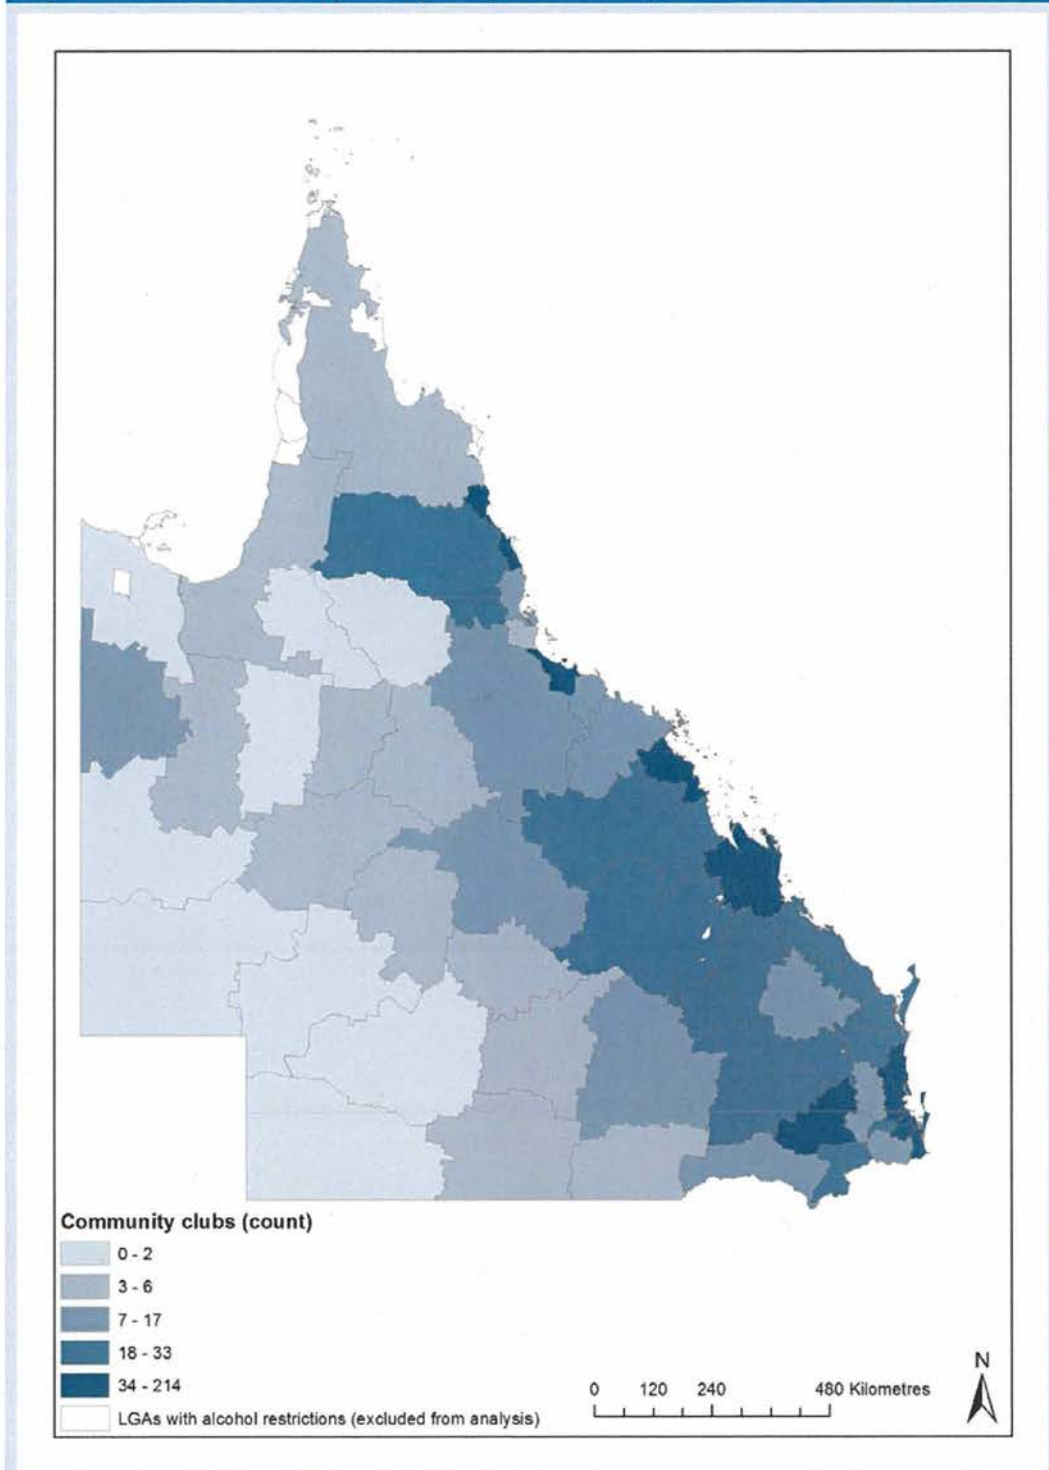 Community clubs (count)
0 - 2
3 - 6
7 - 17
18 - 33
34 - 214
LGAs with alcohol restrictions (excluded from analysis)
0 120 240 480 Kilometres
N